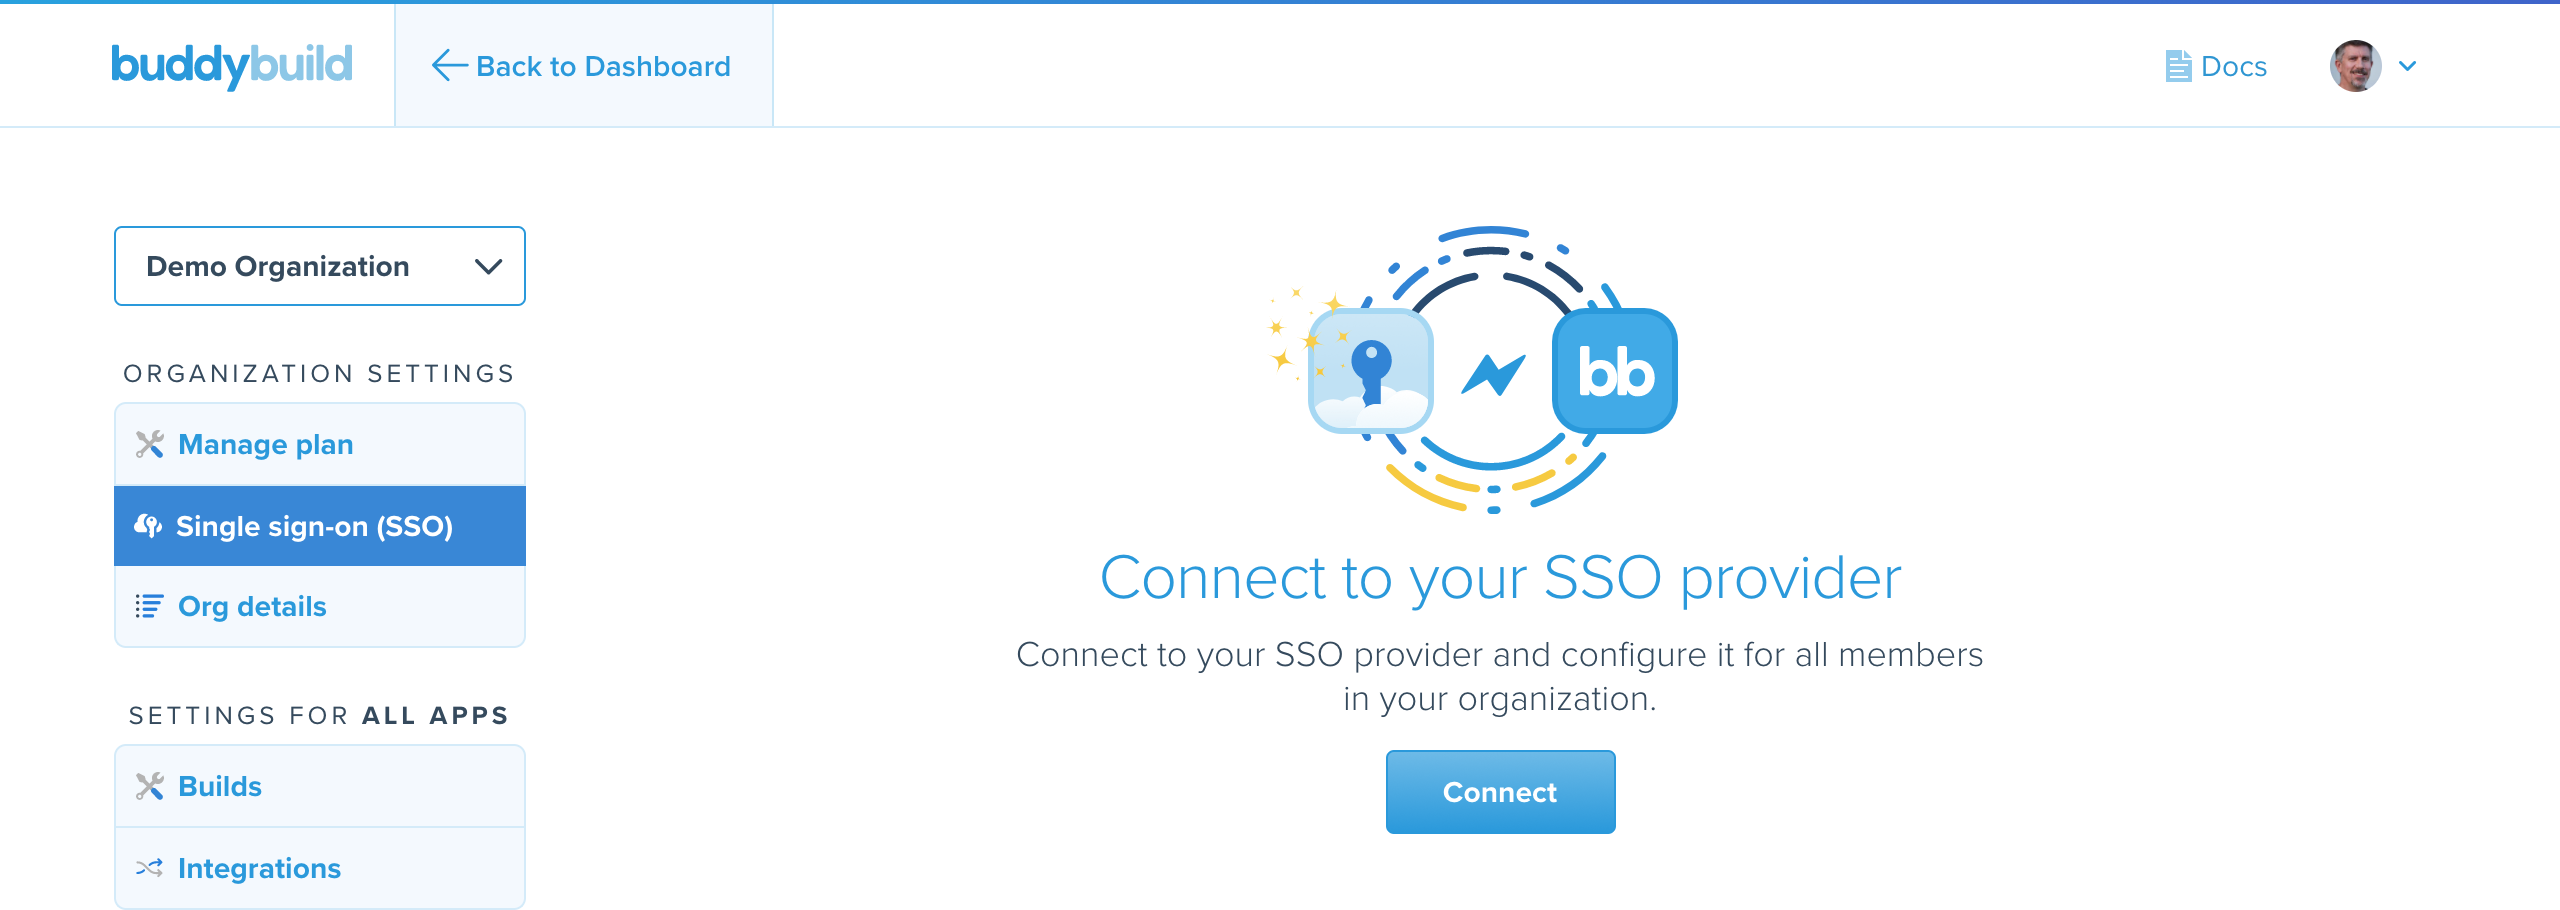 buddybuild
Back to Dashboard
Docs
Demo Organization
ORGANIZATION SETTINGS
Manage plan
Single sign-on (SSO)
Org details
SETTINGS FOR ALL APPS
Builds
Integrations
bb
Connect to your SSO provider
Connect to your SSO provider and configure it for all members
in your organization.
Connect